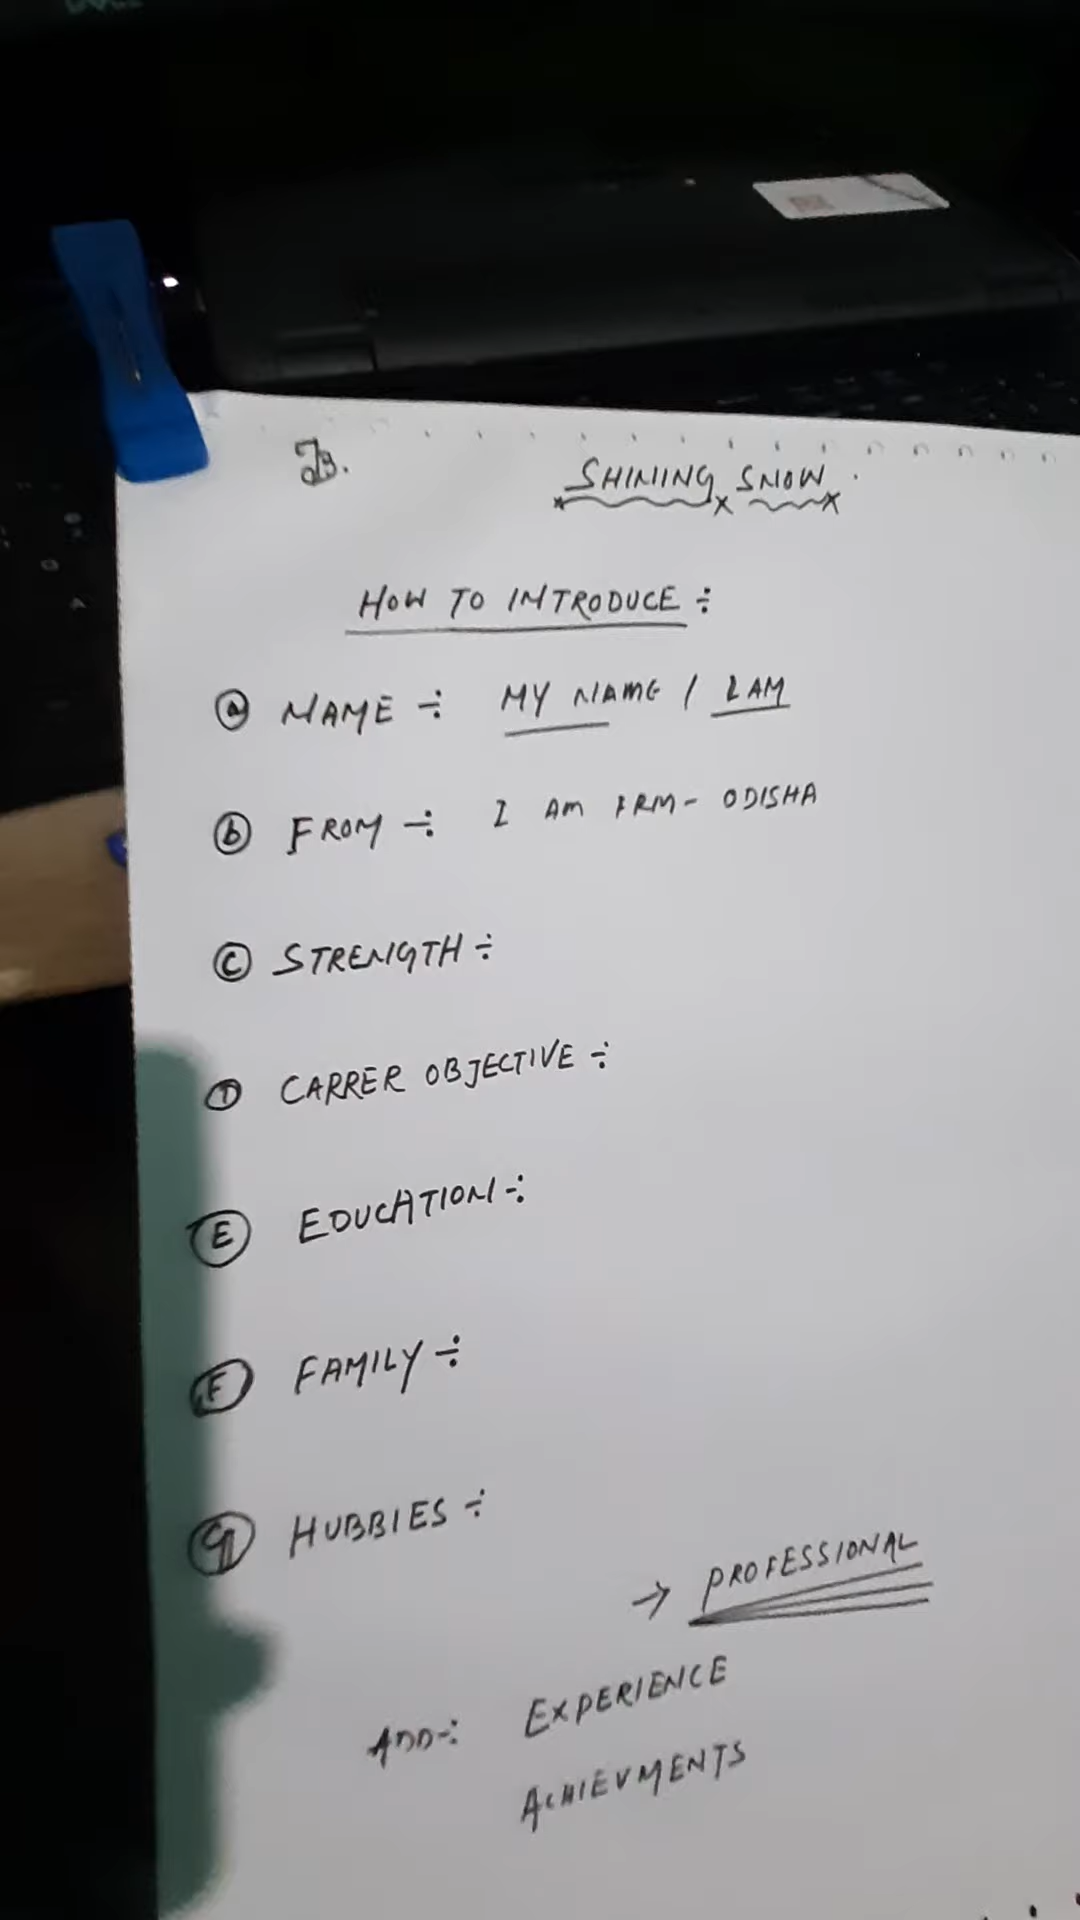 SHINING SNOW
HOW TO INTRODUCE ÷
ⓐ NAME ÷ MY NAME / I AM
ⓑ FROM ÷ I AM FRM - ODISHA
Ⓒ STRENGTH ÷
Ⓓ CARRER OBJECTIVE ÷
Ⓔ EDUCATION ÷
Ⓕ FAMILY ÷
Ⓖ HUBBIES ÷
→ PROFESSIONAL
ADD ÷ EXPERIENCE
ACHIEVMENTS